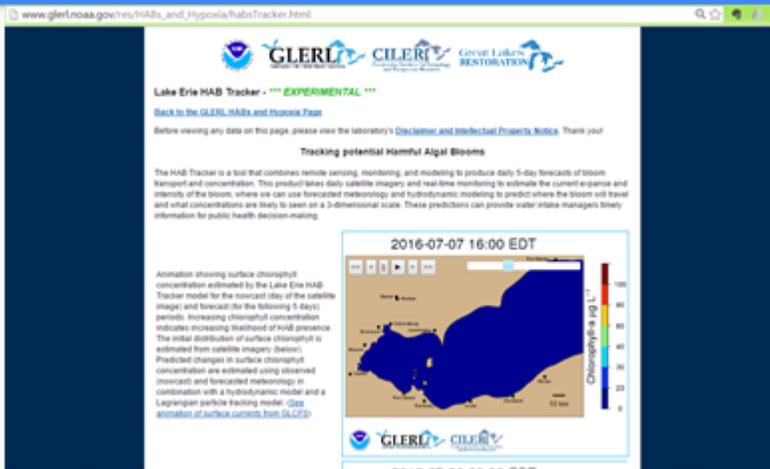 www.glerl.noaa.gov/res/HABs_and_Hypoxia/habsTracker.html
GLERL CILER Great Lakes RESTORATION
Lake Erie HAB Tracker - *** EXPERIMENTAL ***
Back to the GLERL HABs and Hypoxia Page
Before viewing any data on this page, please view the laboratory's Disclaimer and Intellectual Property Notice. Thank you!
Tracking potential Harmful Algal Blooms
The HAB Tracker is a tool that combines remote sensing, monitoring, and modeling to produce daily 5-day forecasts of bloom
transport and concentration. This product takes daily satellite imagery and real-time monitoring to estimate the current expanse and
intensity of the bloom, where we can use forecasted meteorology and hydrodynamic modeling to predict where the bloom will travel
and what concentrations are likely to be seen on a 3-dimensional scale. These predictions can provide water intake managers timely
information for public health decision-making.
Animation showing surface chlorophyll
concentration estimated by the Lake Erie HAB
Tracker model for the nowcast (day of the satellite
image) and forecast (for the following 5 days)
periods. Increasing chlorophyll concentration
indicates increasing likelihood of HAB presence.
The initial distribution of surface chlorophyll is
estimated from satellite imagery (below).
Predicted changes in surface chlorophyll
concentration are estimated using observed
(nowcast) and forecasted meteorology in
combination with a hydrodynamic model and a
Lagrangian particle tracking model. (See
animation of surface currents from GLCFS)
2016-07-07 16:00 EDT
Chlorophyll-a µg L⁻¹
10 km
GLERL CILER